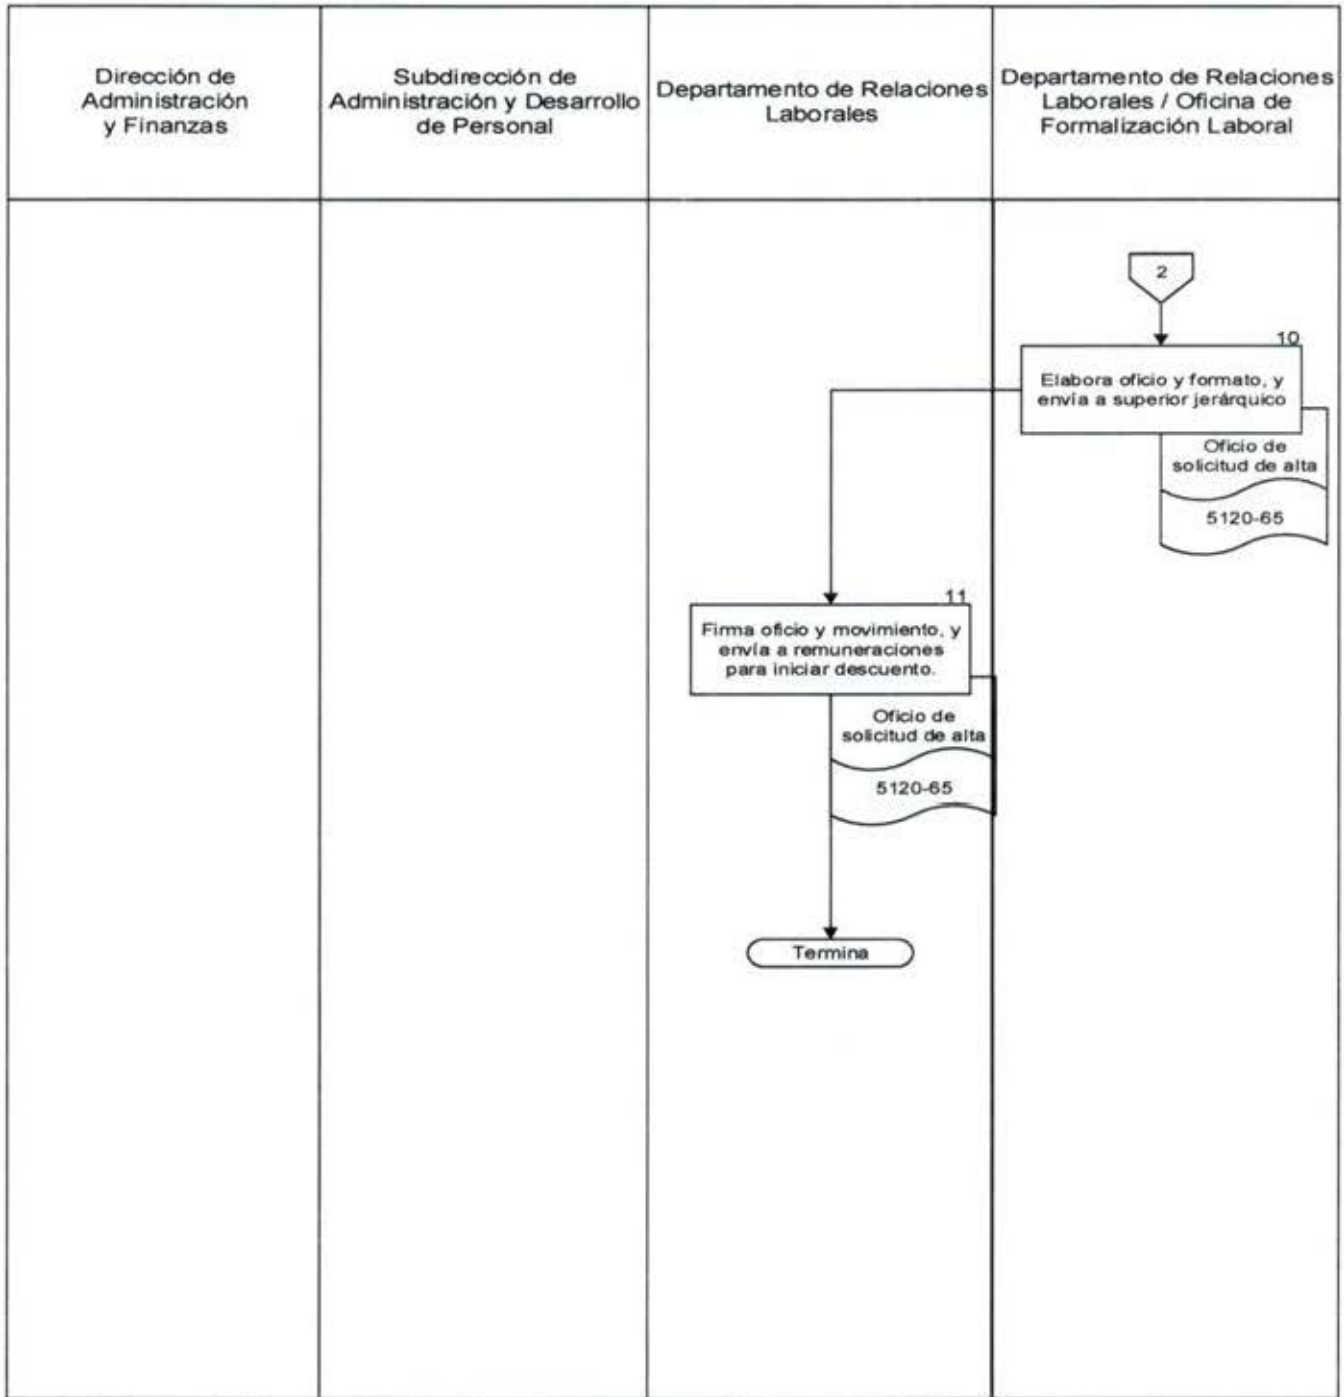 Dirección de
Administración
y Finanzas
Subdirección de
Administración y Desarrollo
de Personal
Departamento de Relaciones
Laborales
Departamento de Relaciones
Laborales / Oficina de
Formalización Laboral
2
10
Elabora oficio y formato, y
envía a superior jerárquico
Oficio de
solicitud de alta
5120-65
11
Firma oficio y movimiento, y
envía a remuneraciones
para iniciar descuento.
Oficio de
solicitud de alta
5120-65
Termina